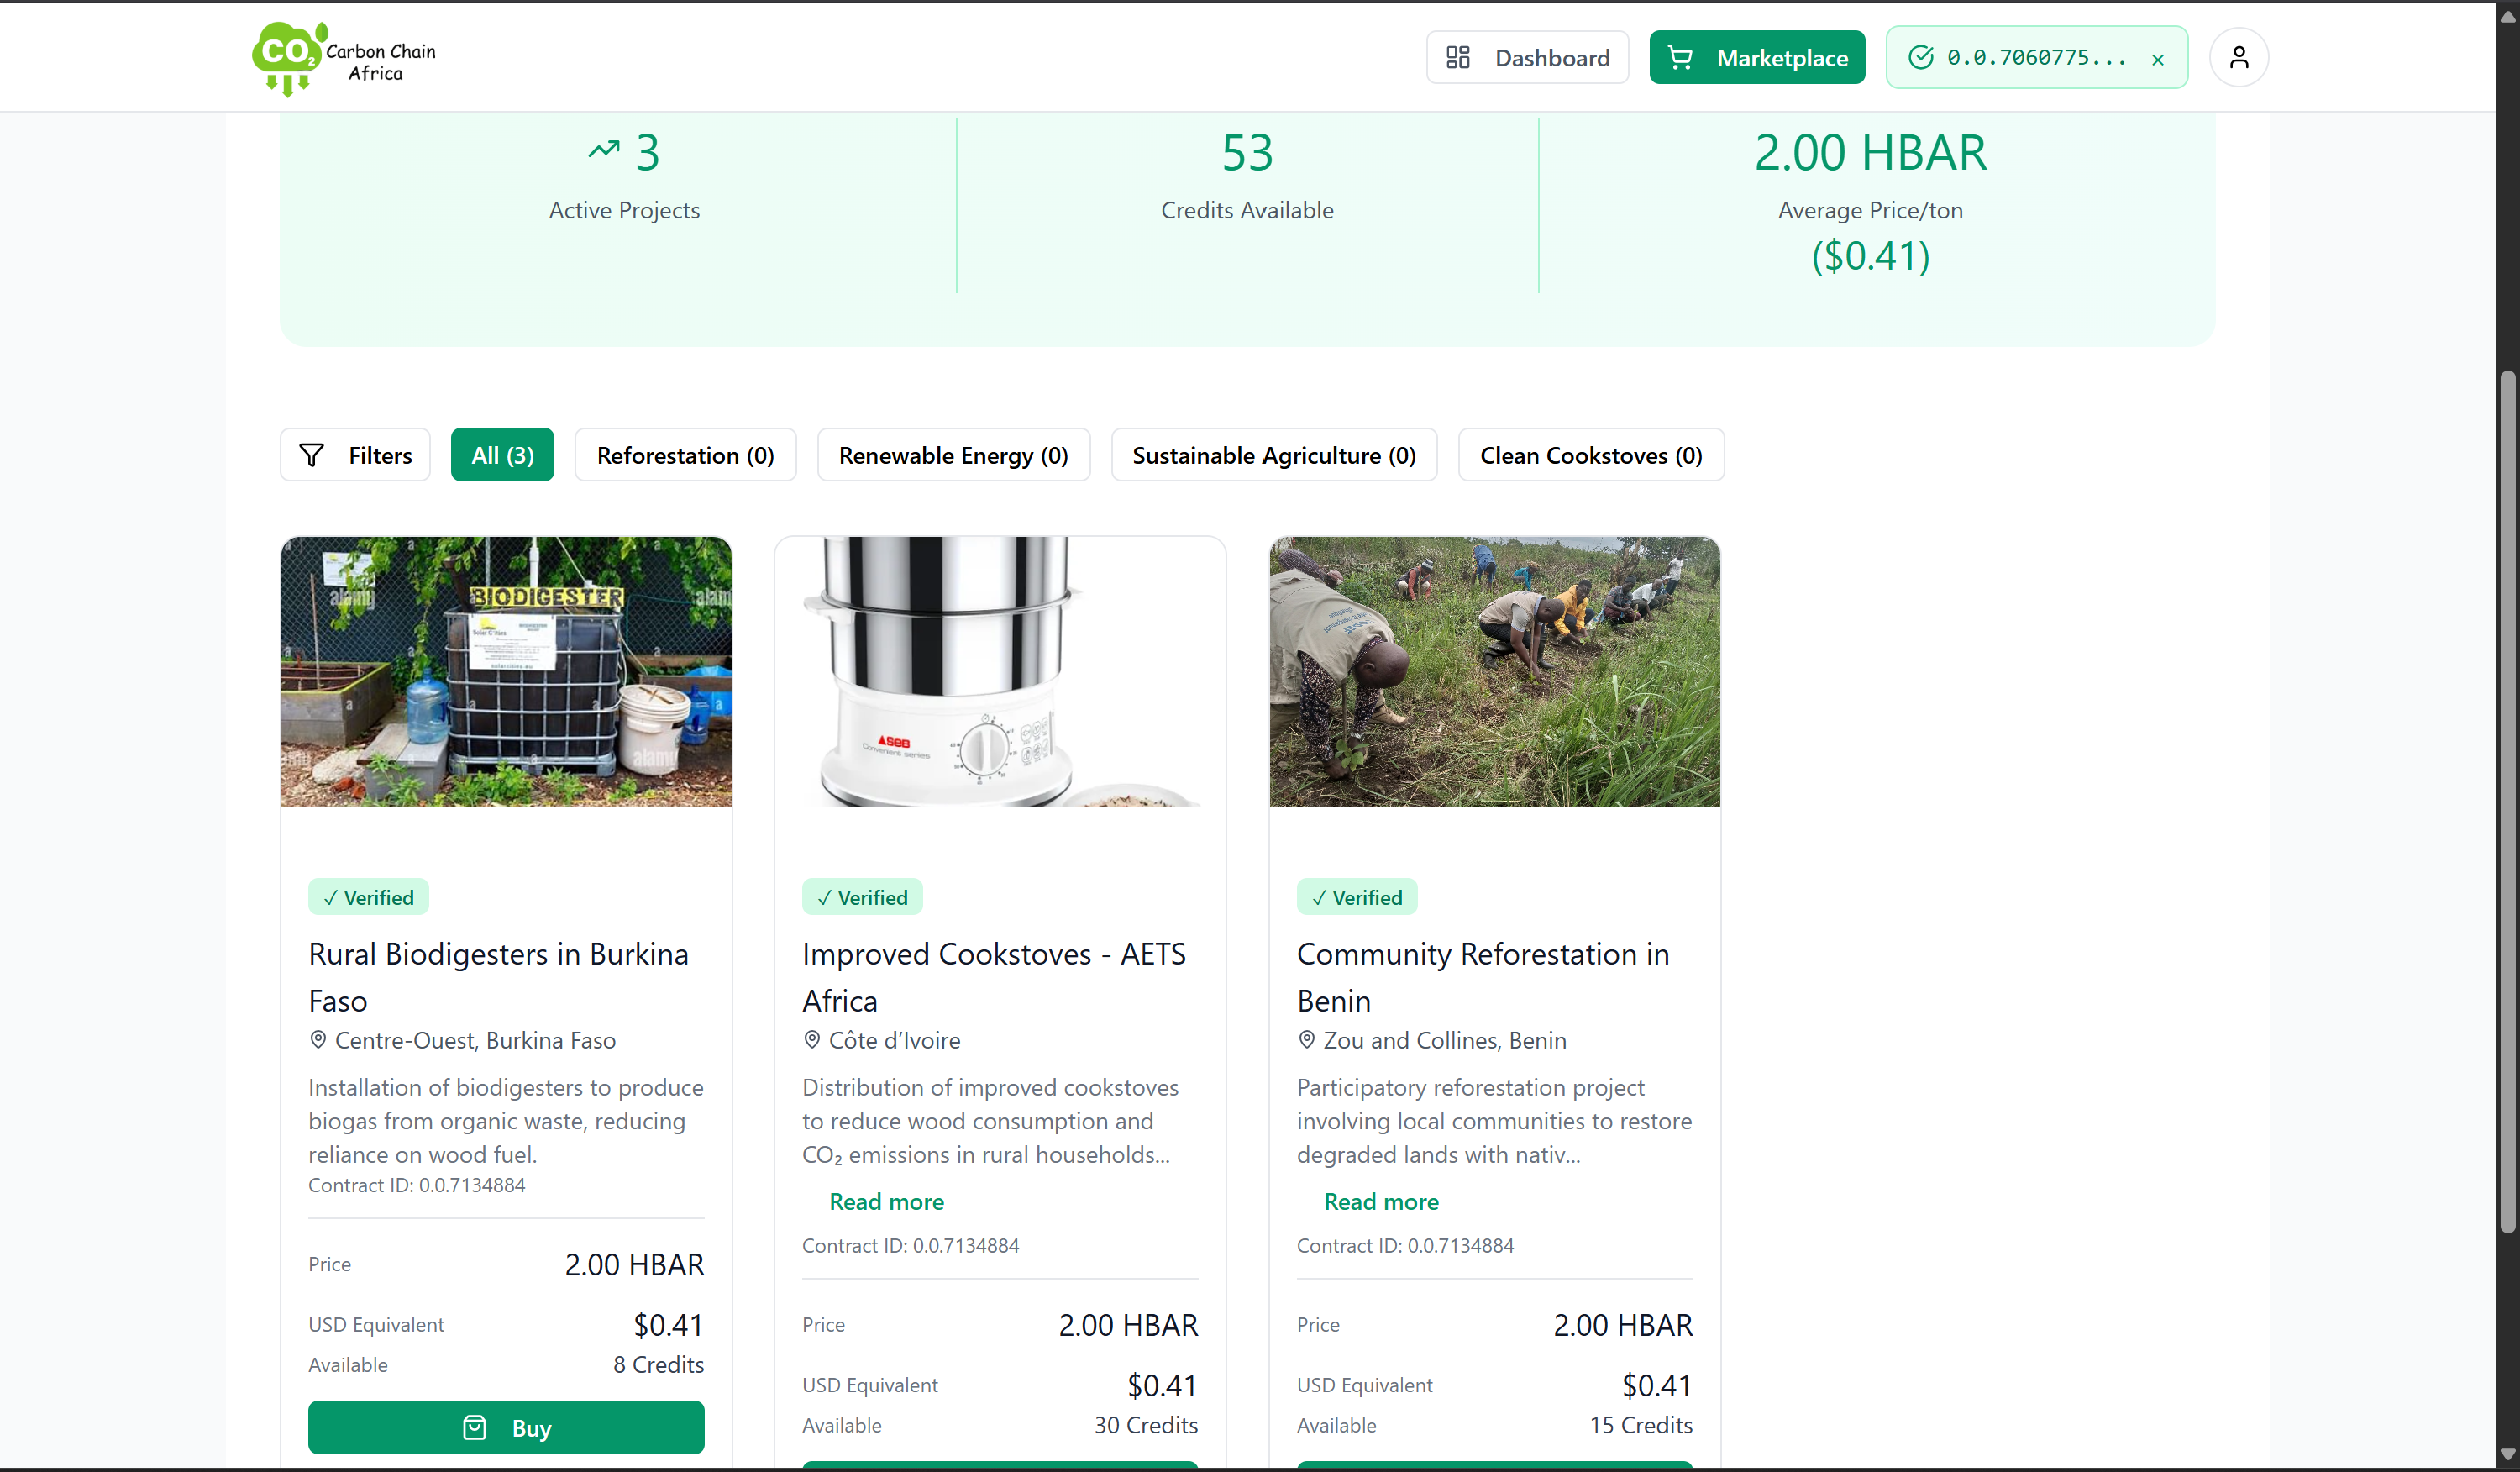 CO2
Carbon Chain
Africa
Dashboard
Marketplace
0.0.7060775...
×
3
Active Projects
53
Credits Available
2.00 HBAR
Average Price/ton
($0.41)
Filters
All (3)
Reforestation (0)
Renewable Energy (0)
Sustainable Agriculture (0)
Clean Cookstoves (0)
BIODIGESTER
alamy
alamy
alamy
a
SEB
Convenient series
✓ Verified
Rural Biodigesters in Burkina
Faso
Centre-Ouest, Burkina Faso
Installation of biodigesters to produce
biogas from organic waste, reducing
reliance on wood fuel.
Contract ID: 0.0.7134884
Price
2.00 HBAR
USD Equivalent
$0.41
Available
8 Credits
Buy
✓ Verified
Improved Cookstoves - AETS
Africa
Côte d’Ivoire
Distribution of improved cookstoves
to reduce wood consumption and
CO₂ emissions in rural households...
Read more
Contract ID: 0.0.7134884
Price
2.00 HBAR
USD Equivalent
$0.41
Available
30 Credits
✓ Verified
Community Reforestation in
Benin
Zou and Collines, Benin
Participatory reforestation project
involving local communities to restore
degraded lands with nativ...
Read more
Contract ID: 0.0.7134884
Price
2.00 HBAR
USD Equivalent
$0.41
Available
15 Credits